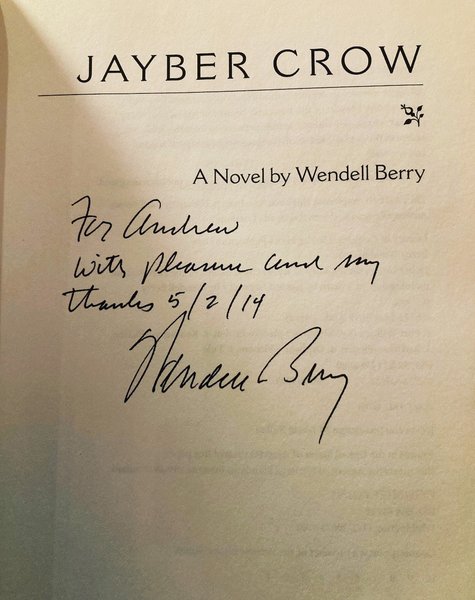 JAYBER CROW
A Novel by Wendell Berry
For Andrew
with pleasure and my
thanks 5/2/14
Wendell Berry